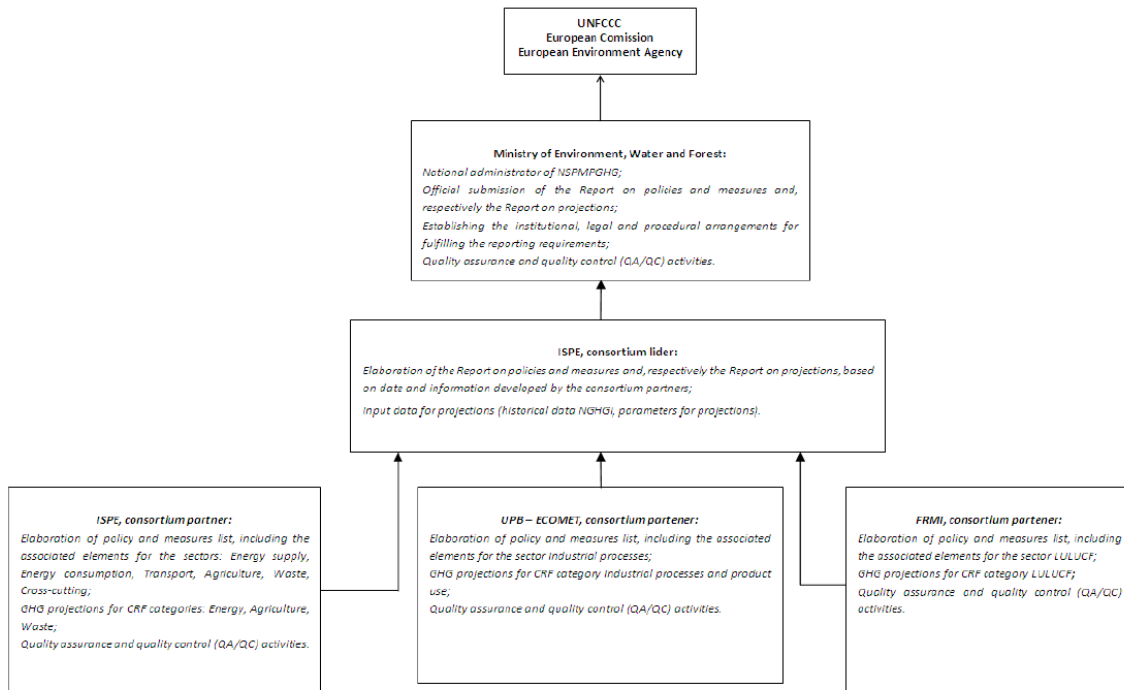 UNFCCC
European Comission
European Environment Agency
Ministry of Environment, Water and Forest:
National administrator of NSPMPGHG;
Official submission of the Report on policies and measures and,
respectively the Report on projections;
Establishing the institutional, legal and procedural arrangements for
fulfilling the reporting requirements;
Quality assurance and quality control (QA/QC) activities.
ISPE, consortium lider:
Elaboration of the Report on policies and measures and, respectively the Report on projections, based
on date and information developed by the consortium partners;
Input data for projections (historical data NGHGI, parameters for projections).
ISPE, consortium partner:
Elaboration of policy and measures list, including the
associated elements for the sectors: Energy supply,
Energy consumption, Transport, Agriculture, Waste,
Cross-cutting;
GHG projections for CRF categories: Energy, Agriculture,
Waste;
Quality assurance and quality control (QA/QC) activities.
UPB – ECOMET, consortium partener:
Elaboration of policy and measures list, including the associated
elements for the sector Industrial processes;
GHG projections for CRF category Industrial processes and product
use;
Quality assurance and quality control (QA/QC) activities.
FRMI, consortium partener:
Elaboration of policy and measures list, including
the associated elements for the sector LULUCF;
GHG projections for CRF category LULUCF;
Quality assurance and quality control (QA/QC)
activities.